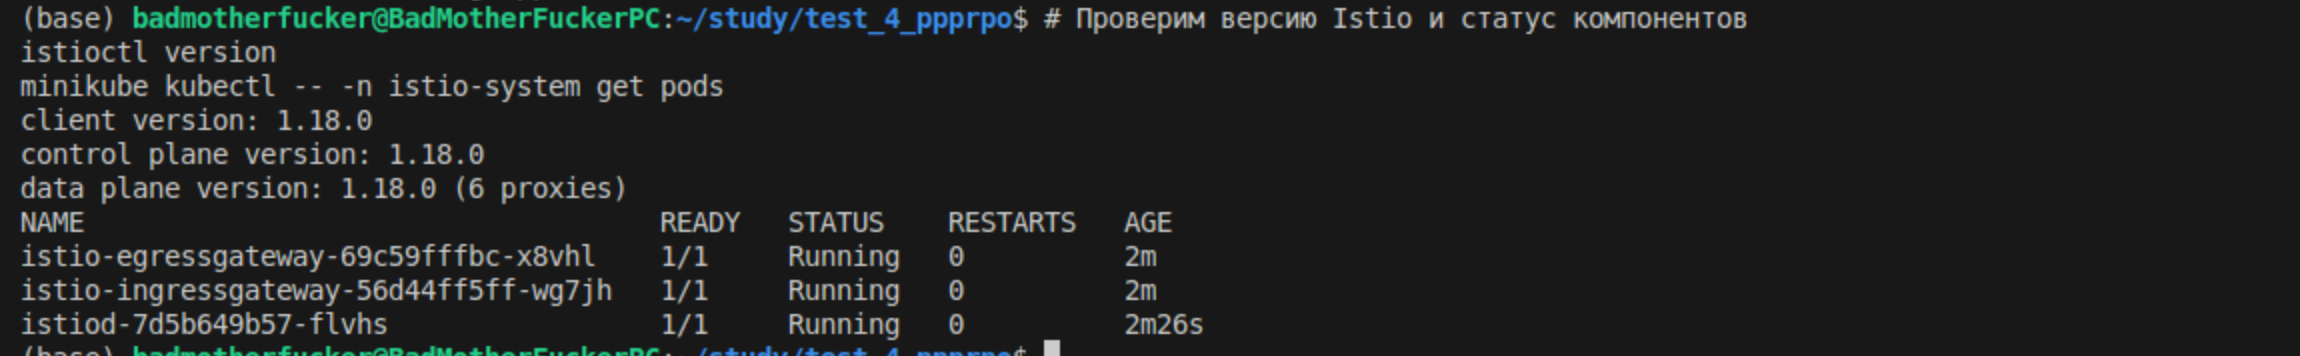 (base) badmotherfucker@BadMotherFuckerPC:~/study/test_4_ppprpo$ # Проверим версию Istio и статус компонентов
istioctl version
minikube kubectl -- -n istio-system get pods
client version: 1.18.0
control plane version: 1.18.0
data plane version: 1.18.0 (6 proxies)
NAME READY STATUS RESTARTS AGE
istio-egressgateway-69c59fffbc-x8vhl 1/1 Running 0 2m
istio-ingressgateway-56d44ff5ff-wg7jh 1/1 Running 0 2m
istiod-7d5b649b57-flvhs 1/1 Running 0 2m26s
(base) badmotherfucker@BadMotherFuckerPC:~/study/test_4_ppprpo$